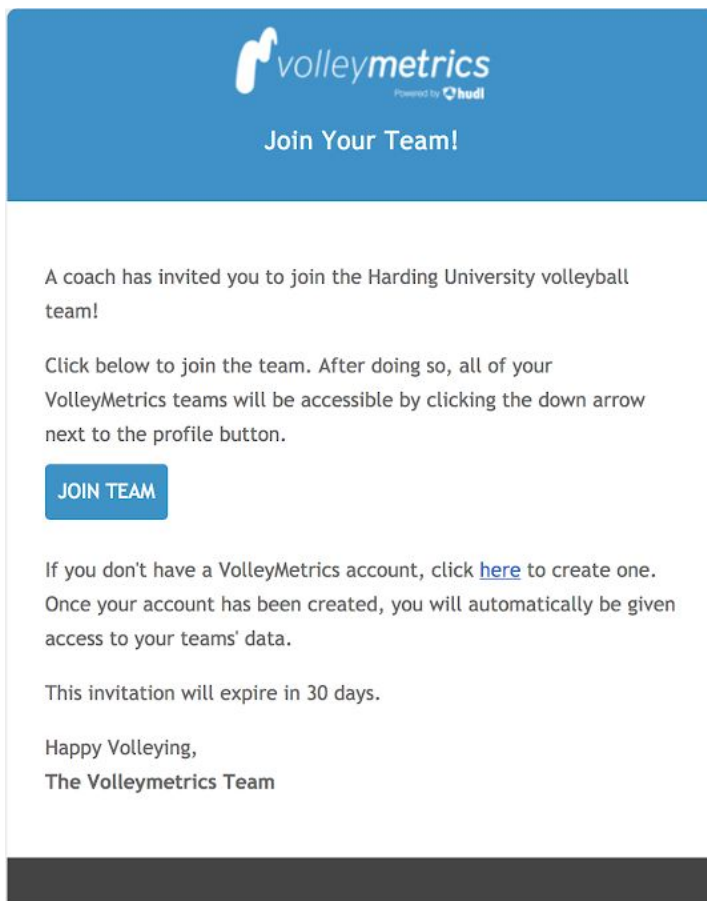 volleymetrics
Powered by hudl
Join Your Team!
A coach has invited you to join the Harding University volleyball
team!
Click below to join the team. After doing so, all of your
VolleyMetrics teams will be accessible by clicking the down arrow
next to the profile button.
JOIN TEAM
If you don't have a VolleyMetrics account, click here to create one.
Once your account has been created, you will automatically be given
access to your teams' data.
This invitation will expire in 30 days.
Happy Volleying,
The Volleymetrics Team